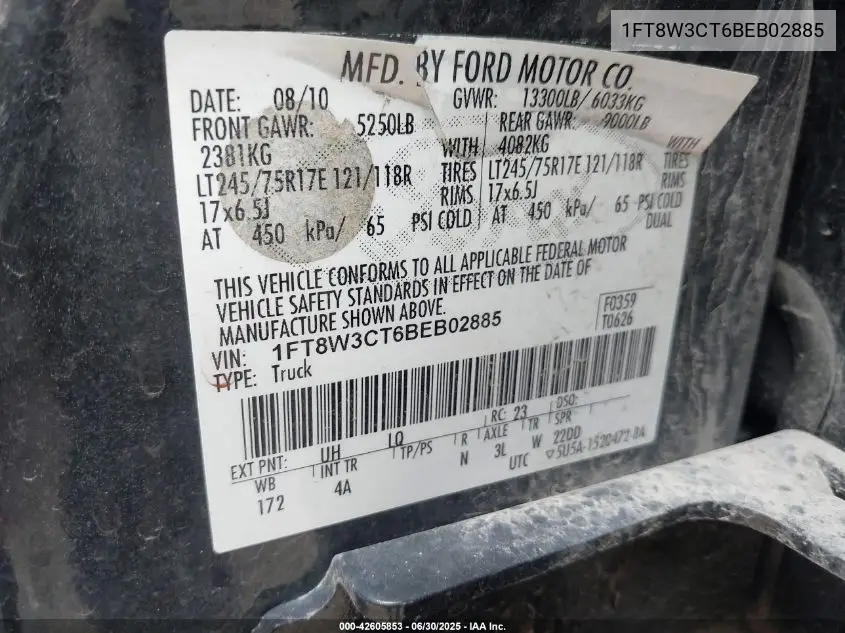 1FT8W3CT6BEB02885
MFD. BY FORD MOTOR CO.
DATE: 08/10 GVWR: 13300LB/ 6033KG
FRONT GAWR: 5250LB REAR GAWR: 9000LB
2381KG WITH 4082KG WITH
LT245/75R17E 121/118R TIRES LT245/75R17E 121/118R TIRES
17x6.5J RIMS 17x6.5J RIMS
AT 450 kPa/ 65 PSI COLD AT 450 kPa/ 65 PSI COLD
DUAL
THIS VEHICLE CONFORMS TO ALL APPLICABLE FEDERAL MOTOR
VEHICLE SAFETY STANDARDS IN EFFECT ON THE DATE OF
MANUFACTURE SHOWN ABOVE.
F0359
VIN: 1FT8W3CT6BEB02885 T0626
TYPE: Truck
RC: 23 DSO:
EXT PNT: UH LQ
WB INT TR TP/PS R AXLE TR SPR
172 4A N 3L W 22DD
UTC ▽5U5A-1520472-BA
000-42605853 - 06/30/2025 - IAA Inc.